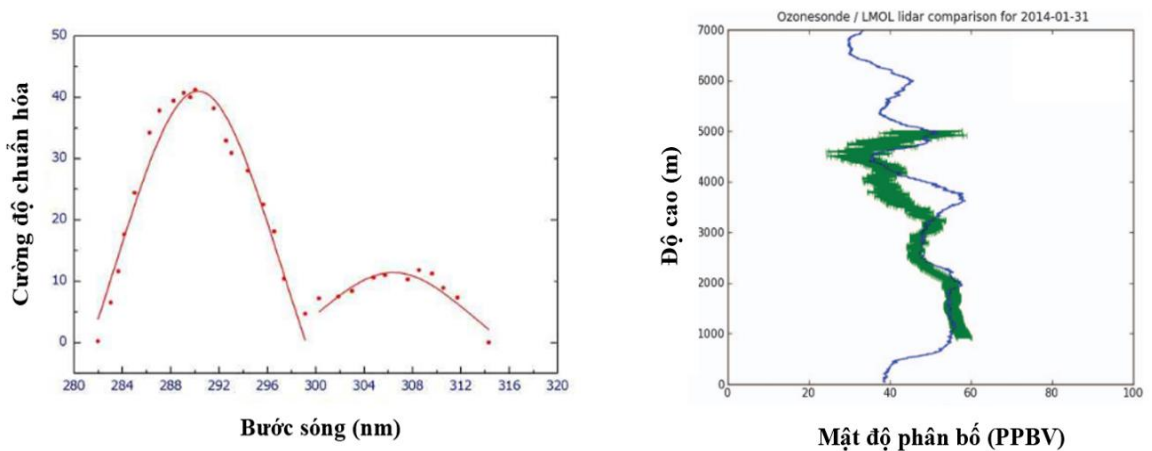 50
40
30
20
10
0
280 284 288 292 296 300 304 308 312 316 320
Cường độ chuẩn hóa
Bước sóng (nm)
Ozonesonde / LMOL lidar comparison for 2014-01-31
7000
6000
5000
4000
3000
2000
1000
0
0 20 40 60 80 100
Độ cao (m)
Mật độ phân bố (PPBV)